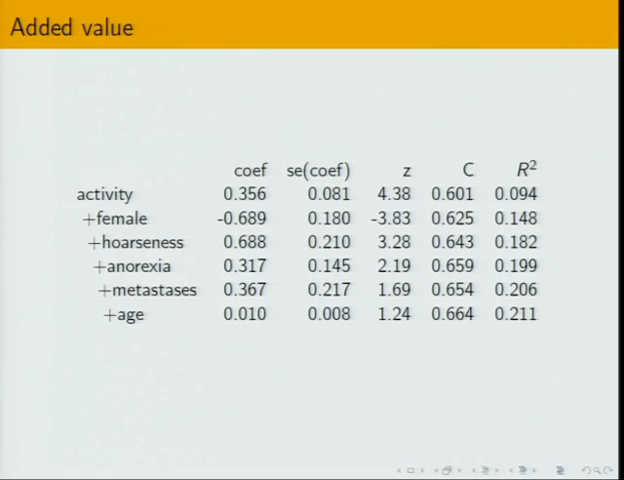 Added value
coef se(coef) z C R²
activity 0.356 0.081 4.38 0.601 0.094
+female -0.689 0.180 -3.83 0.625 0.148
+hoarseness 0.688 0.210 3.28 0.643 0.182
+anorexia 0.317 0.145 2.19 0.659 0.199
+metastases 0.367 0.217 1.69 0.654 0.206
+age 0.010 0.008 1.24 0.664 0.211